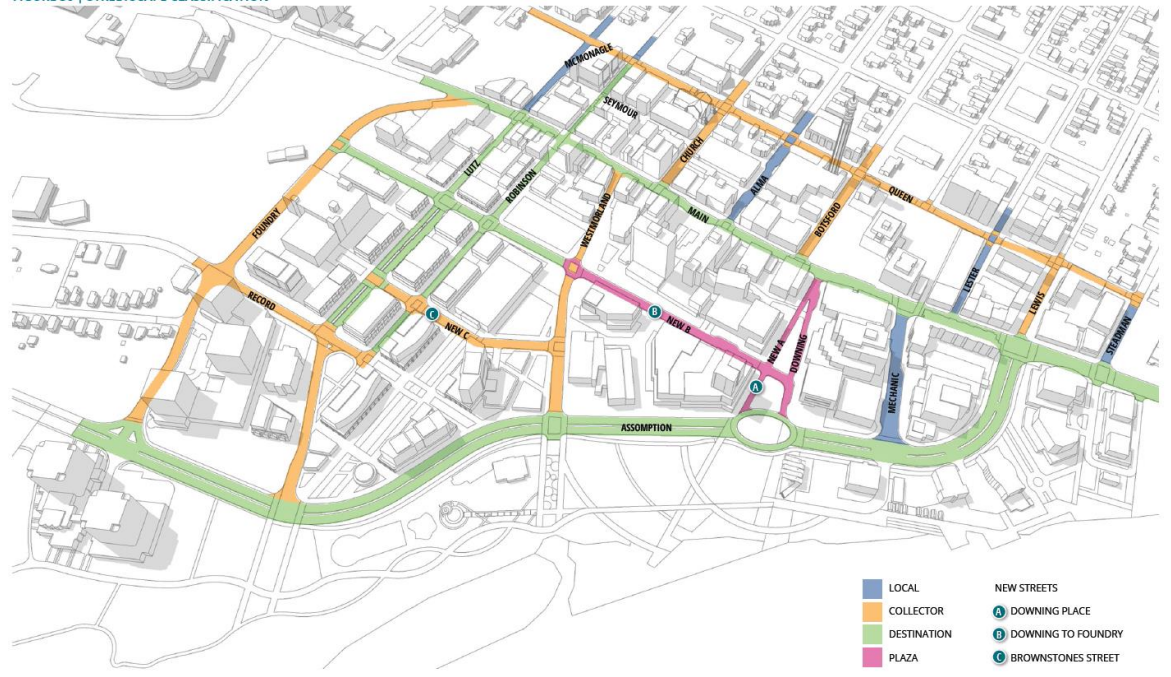 MCMONAGLE
SEYMOUR
CHURCH
LUTZ
ROBINSON
ALMA
QUEEN
WESTMORLAND
MAIN
BOTSFORD
FOUNDRY
LESTER
LEWIS
RECORD
NEW C
C
B
NEW B
NEW A
DOWNING
STEADMAN
A
MECHANIC
ASSUMPTION
LOCAL
COLLECTOR
DESTINATION
PLAZA
NEW STREETS
A DOWNING PLACE
B DOWNING TO FOUNDRY
C BROWNSTONES STREET